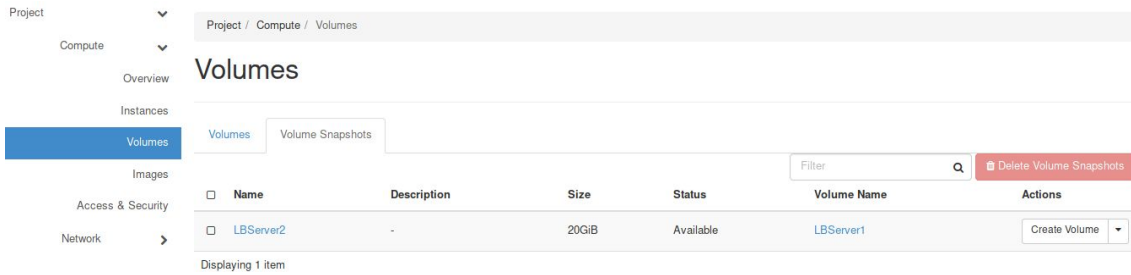 Project
Compute
Overview
Instances
Volumes
Images
Access & Security
Network
Project / Compute / Volumes
Volumes
Volumes Volume Snapshots
Filter Delete Volume Snapshots
Name Description Size Status Volume Name Actions
LBServer2 - 20GiB Available LBServer1 Create Volume
Displaying 1 item